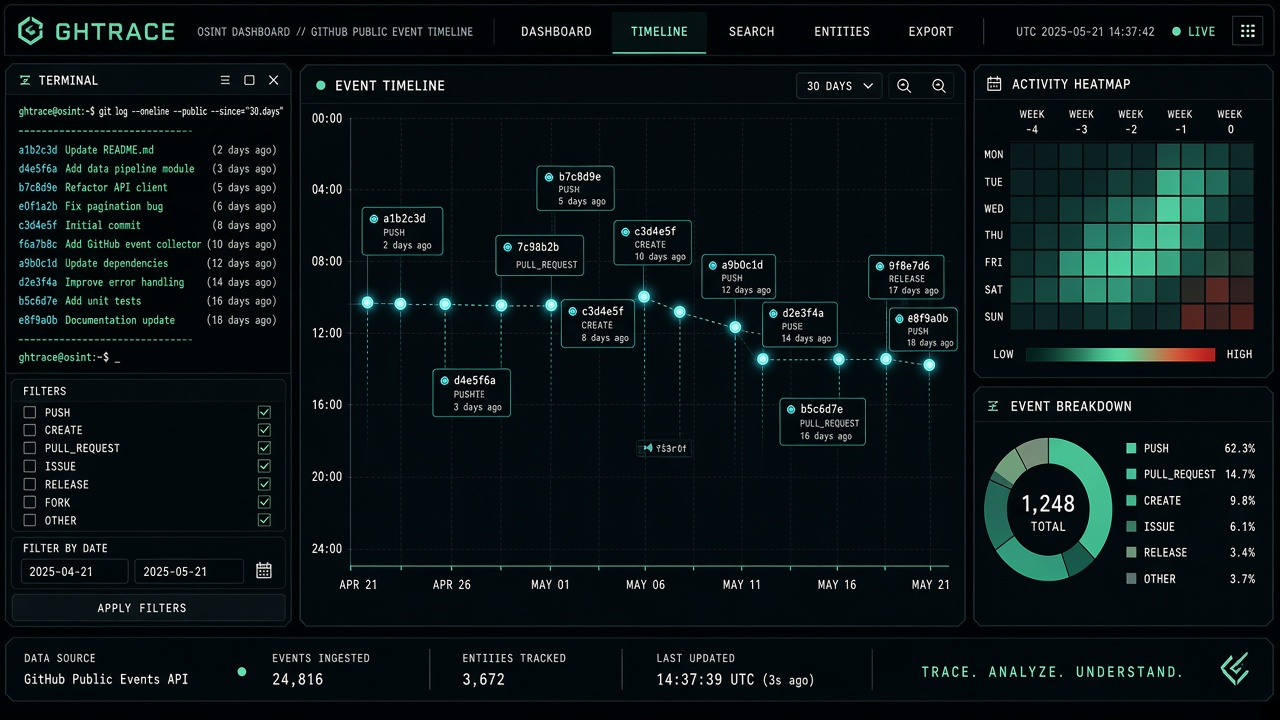 GHTRACE
OSINT DASHBOARD // GITHUB PUBLIC EVENT TIMELINE
DASHBOARD
TIMELINE
SEARCH
ENTITIES
EXPORT
UTC 2025-05-21 14:37:42
LIVE
TERMINAL
ghtrace@osint:~$ git log --oneline --public --since="30.days"
--------------------------------
a1b2c3d Update README.md (2 days ago)
d4e5f6a Add data pipeline module (3 days ago)
b7c8d9e Refactor API client (5 days ago)
e0f1a2b Fix pagination bug (6 days ago)
c3d4e5f Initial commit (8 days ago)
f6a7b8c Add GitHub event collector (10 days ago)
a9b0c1d Update dependencies (12 days ago)
d2e3f4a Improve error handling (14 days ago)
b5c6d7e Add unit tests (16 days ago)
e8f9a0b Documentation update (18 days ago)
--------------------------------
ghtrace@osint:~$ _
FILTERS
PUSH
CREATE
PULL_REQUEST
ISSUE
RELEASE
FORK
OTHER
FILTER BY DATE
2025-04-21
2025-05-21
APPLY FILTERS
EVENT TIMELINE
30 DAYS
00:00
04:00
08:00
12:00
16:00
20:00
24:00
a1b2c3d
PUSH
2 days ago
d4e5f6a
PUSHIE
3 days ago
7c98b2b
PULL_REQUEST
b7c8d9e
PUSH
5 days ago
c3d4e5f
CREATE
8 days ago
c3d4e5f
CREATE
10 days ago
a9b0c1d
PUSH
12 days ago
d2e3f4a
PUSE
14 days ago
b5c6d7e
PULL_REQUEST
16 days ago
9f8e7d6
RELEASE
17 days ago
e8f9a0b
PUSH
18 days ago
APR 21
APR 26
MAY 01
MAY 06
MAY 11
MAY 16
MAY 21
ACTIVITY HEATMAP
WEEK -4
WEEK -3
WEEK -2
WEEK -1
WEEK 0
MON
TUE
WED
THU
FRI
SAT
SUN
LOW
HIGH
EVENT BREAKDOWN
1,248
TOTAL
PUSH 62.3%
PULL_REQUEST 14.7%
CREATE 9.8%
ISSUE 6.1%
RELEASE 3.4%
OTHER 3.7%
DATA SOURCE
GitHub Public Events API
EVENTS INGESTED
24,816
ENTIIIES TRACKED
3,672
LAST UPDATED
14:37:39 UTC (3s ago)
TRACE. ANALYZE. UNDERSTAND.